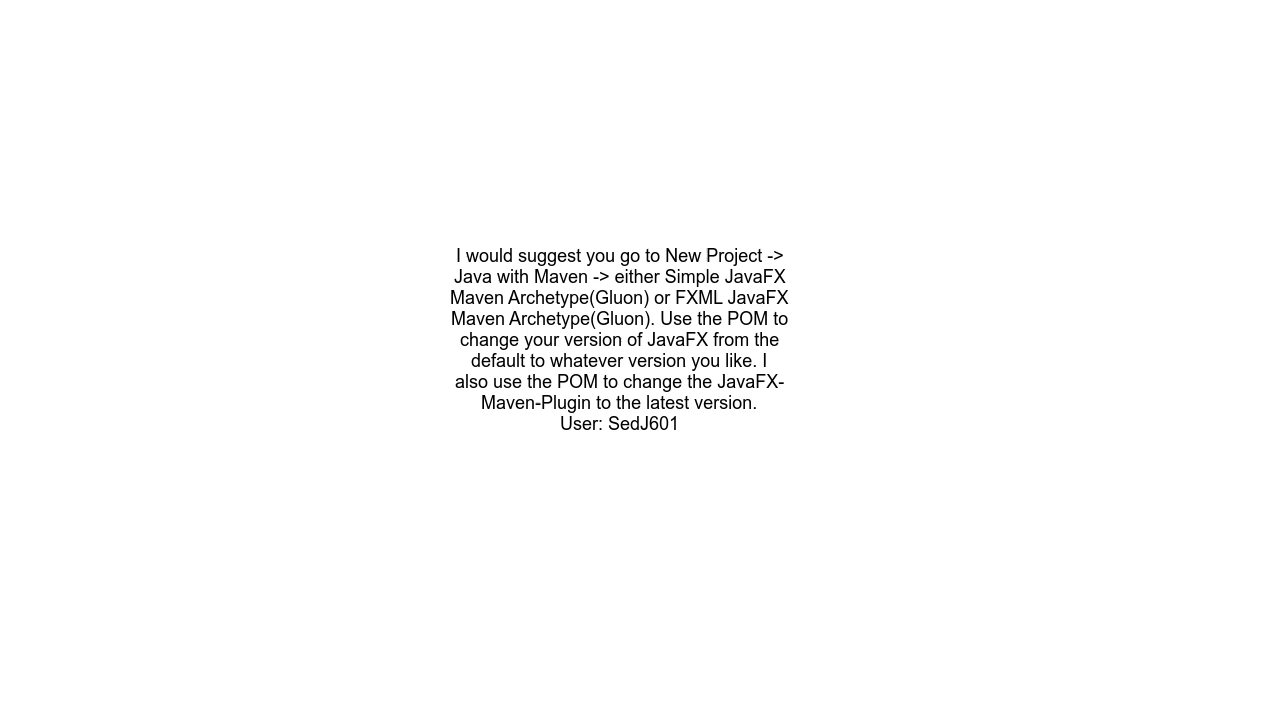 I would suggest you go to New Project ->
Java with Maven -> either Simple JavaFX
Maven Archetype(Gluon) or FXML JavaFX
Maven Archetype(Gluon). Use the POM to
change your version of JavaFX from the
default to whatever version you like. I
also use the POM to change the JavaFX-
Maven-Plugin to the latest version.
User: SedJ601